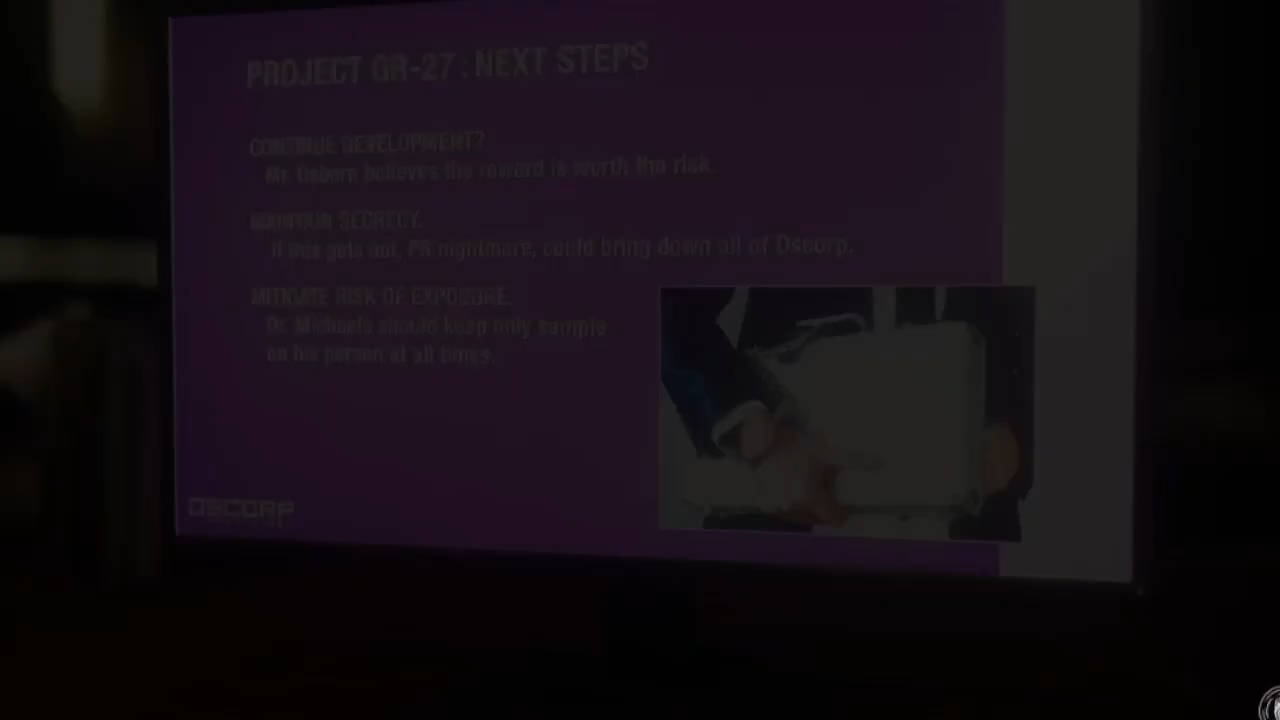 PROJECT GR-27: NEXT STEPS
CONTINUE DEVELOPMENT?
Mr. Osborn believes the reward is worth the risk.
MAINTAIN SECRECY.
If this gets out, PR nightmare, could bring down all of Oscorp.
MITIGATE RISK OF EXPOSURE.
Dr. Michaels should keep only sample
on his person at all times.
OSCORP